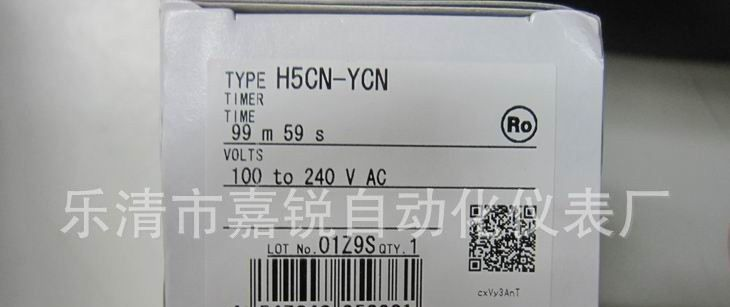 TYPE H5CN-YCN
TIMER
TIME
99 m 59 s
Ro
VOLTS
100 to 240 V AC
乐清市嘉锐自动化仪表厂
LOT No. 01Z9S QTY. 1
cxVy3AnT